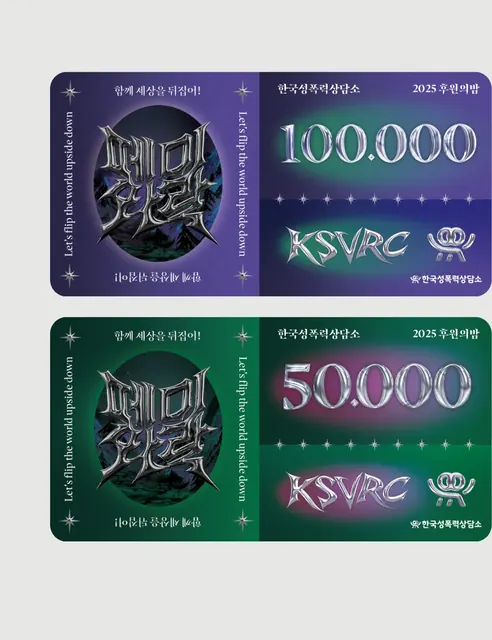 함께 세상을 뒤집어!
Let's flip the world upside down
페미
차락
Let's flip the world upside down
함께 세상을 뒤집어!
한국성폭력상담소
2025 후원의밤
100.000
KSVRC
한국성폭력상담소
함께 세상을 뒤집어!
Let's flip the world upside down
페미
차락
Let's flip the world upside down
함께 세상을 뒤집어!
한국성폭력상담소
2025 후원의밤
50.000
KSVRC
한국성폭력상담소